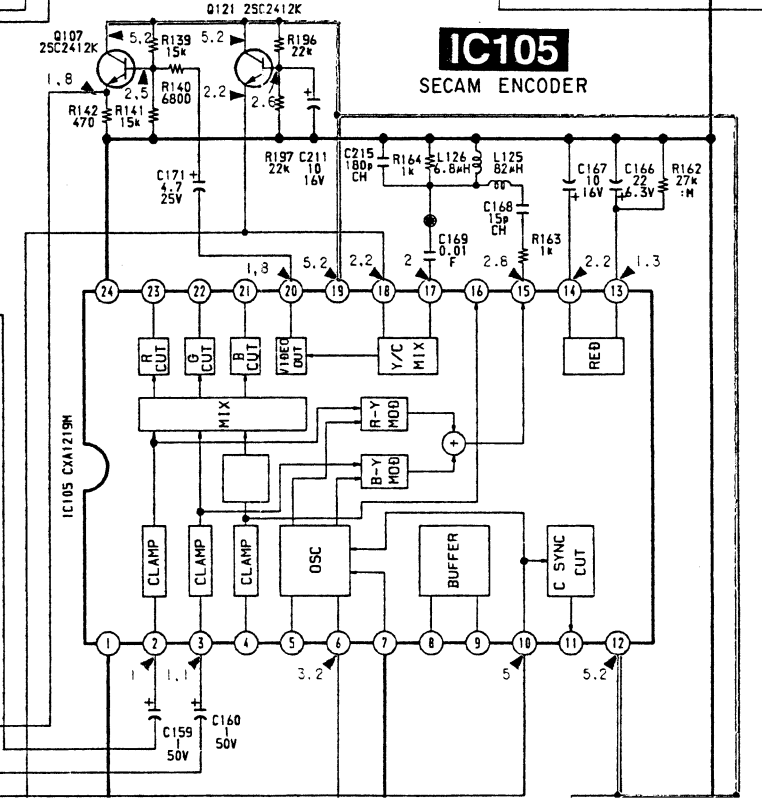 Q121 2SC2412K
Q107
2SC2412K
5.2
R139
15k
5.2
R196
22k
IC105
SECAM ENCODER
1,8
2,5
R140
6800
2.2
2.6
R142
470
R141
15k
R197
22k
C211
10
16V
C215
180p
CH
R164
1k
L126
6.8μH
L125
82μH
C167
10
16V
C166
22
6.3V
R162
27k
:M
C171
4.7
25V
C168
15p
CH
C169
0.01
F
R163
1k
1,8
5.2
2,2
2
2.8
2.2
1.3
24
23
22
21
20
19
18
17
16
15
14
13
R
CUT
G
CUT
B
CUT
VIDEO
OUT
Y/C
MIX
REG
MIX
R-Y
MOD
B-Y
MOD
+
IC105 CXA1219M
CLAMP
CLAMP
CLAMP
OSC
BUFFER
C SYNC
CUT
1
2
3
4
5
6
7
8
9
10
11
12
1
1,1
3.2
5
5.2
C159
1
50V
C160
1
50V